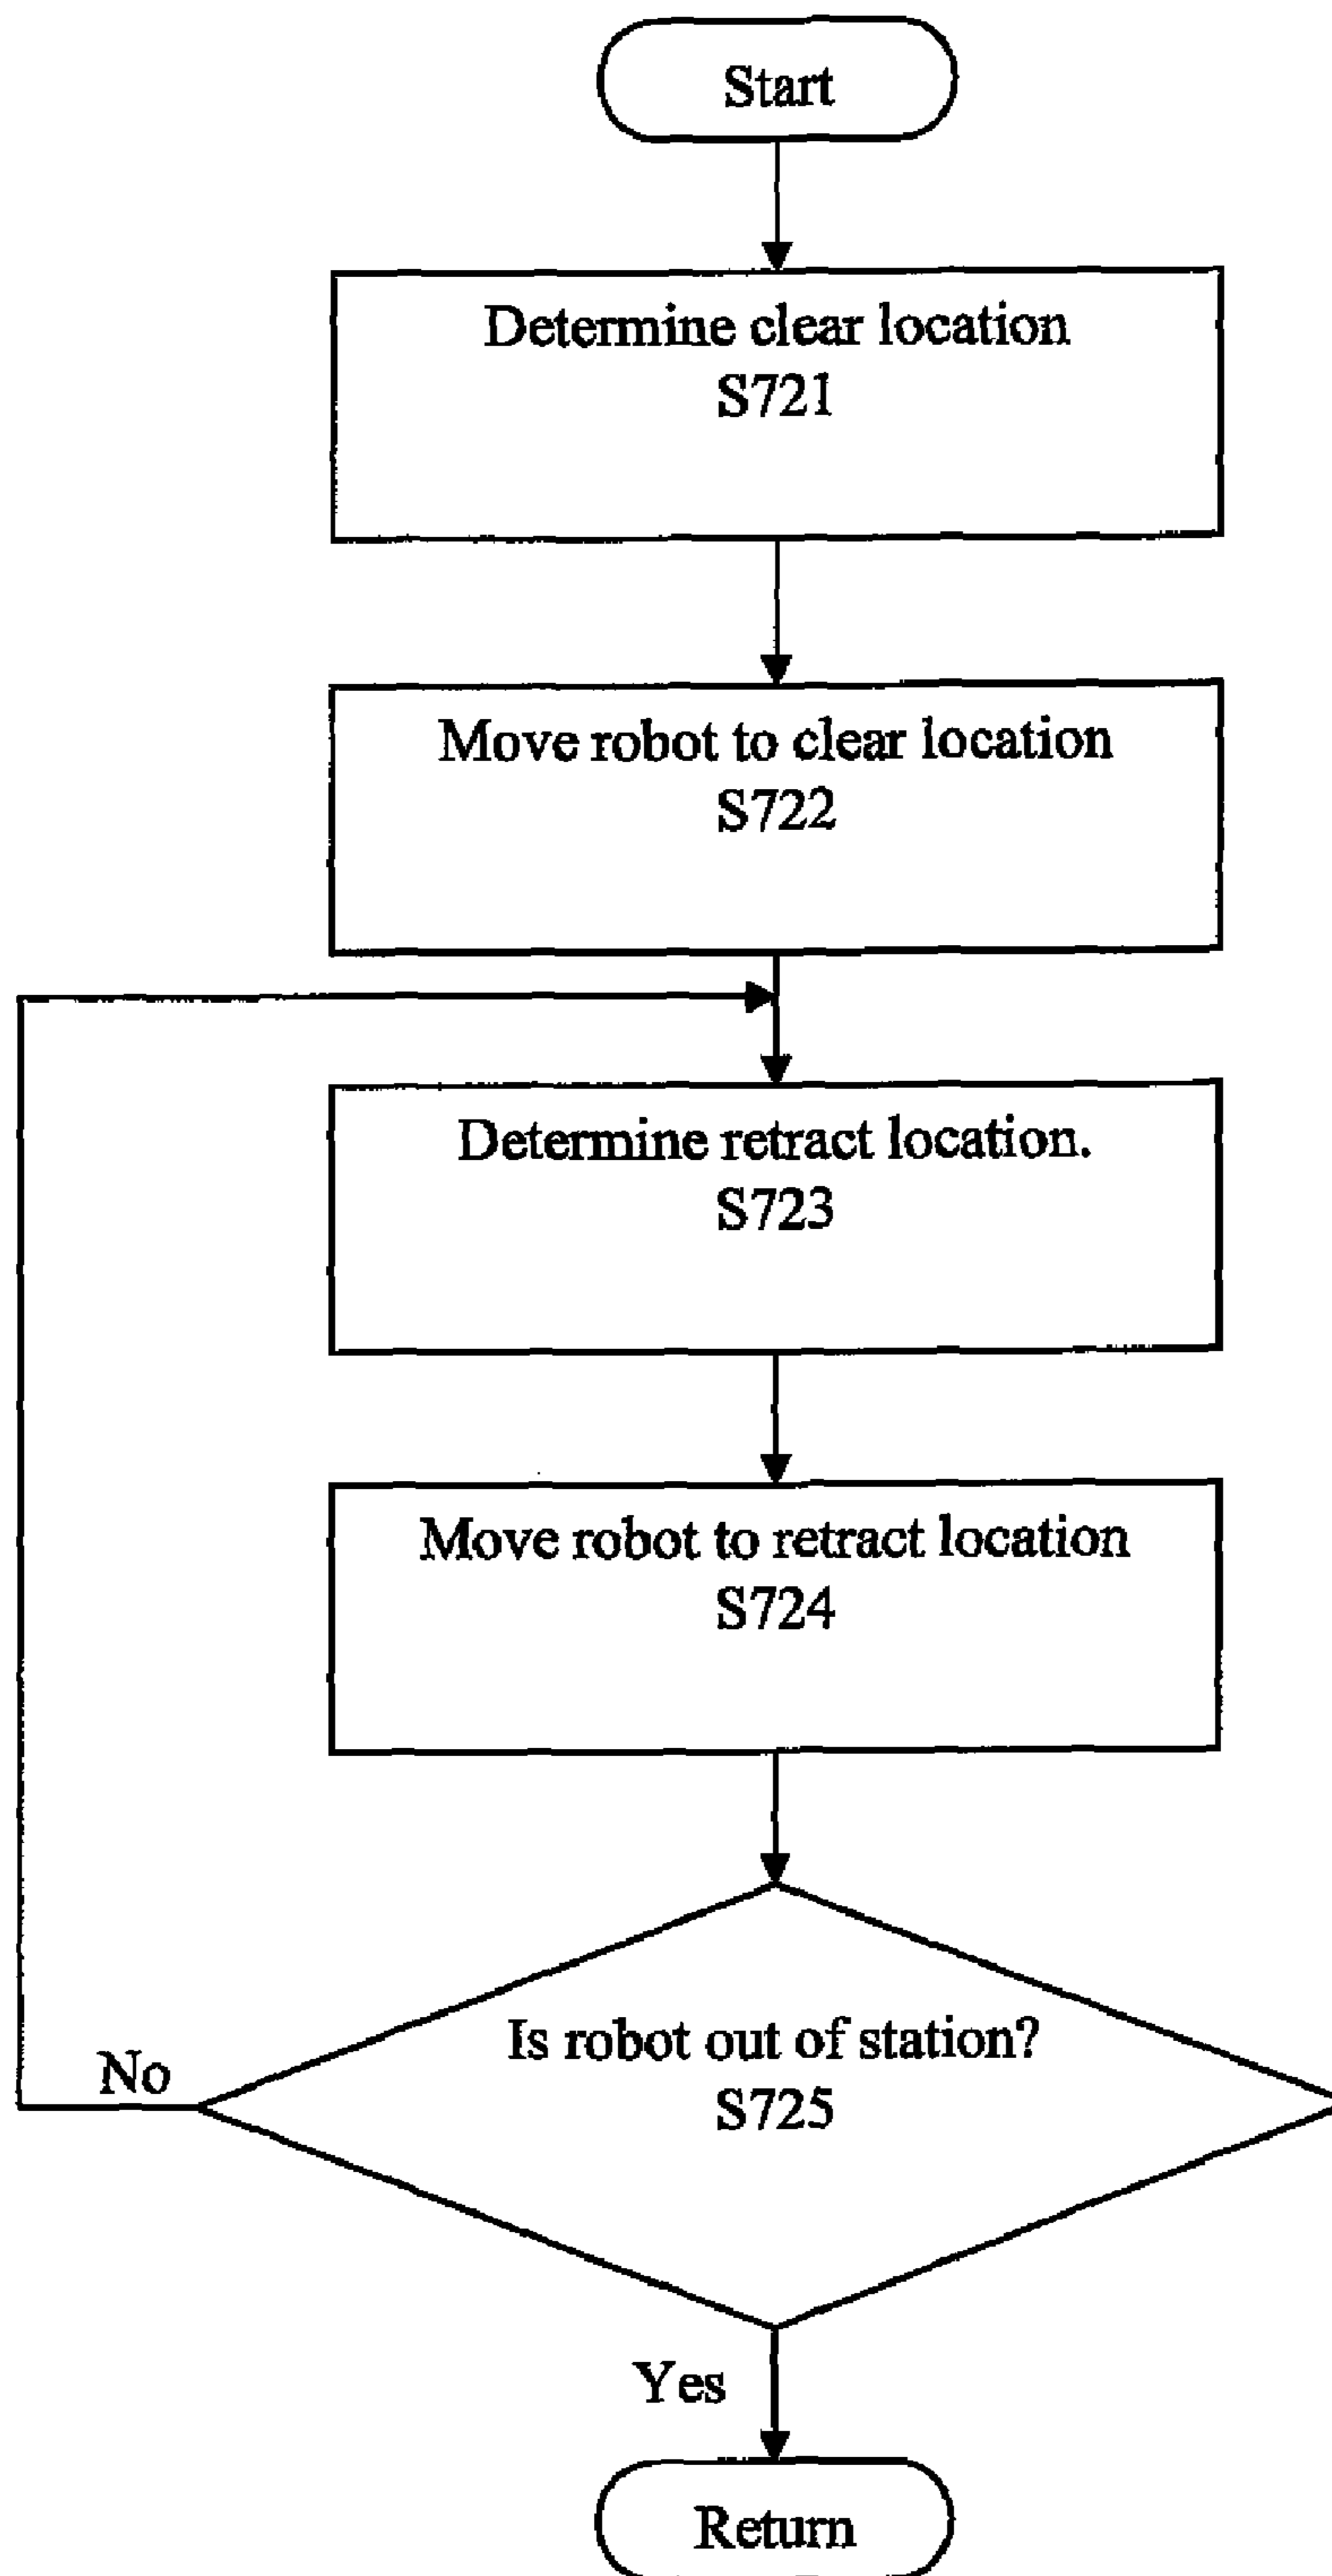 Start
Determine clear location
S721
Move robot to clear location
S722
Determine retract location.
S723
Move robot to retract location
S724
Is robot out of station?
S725
No
Yes
Return